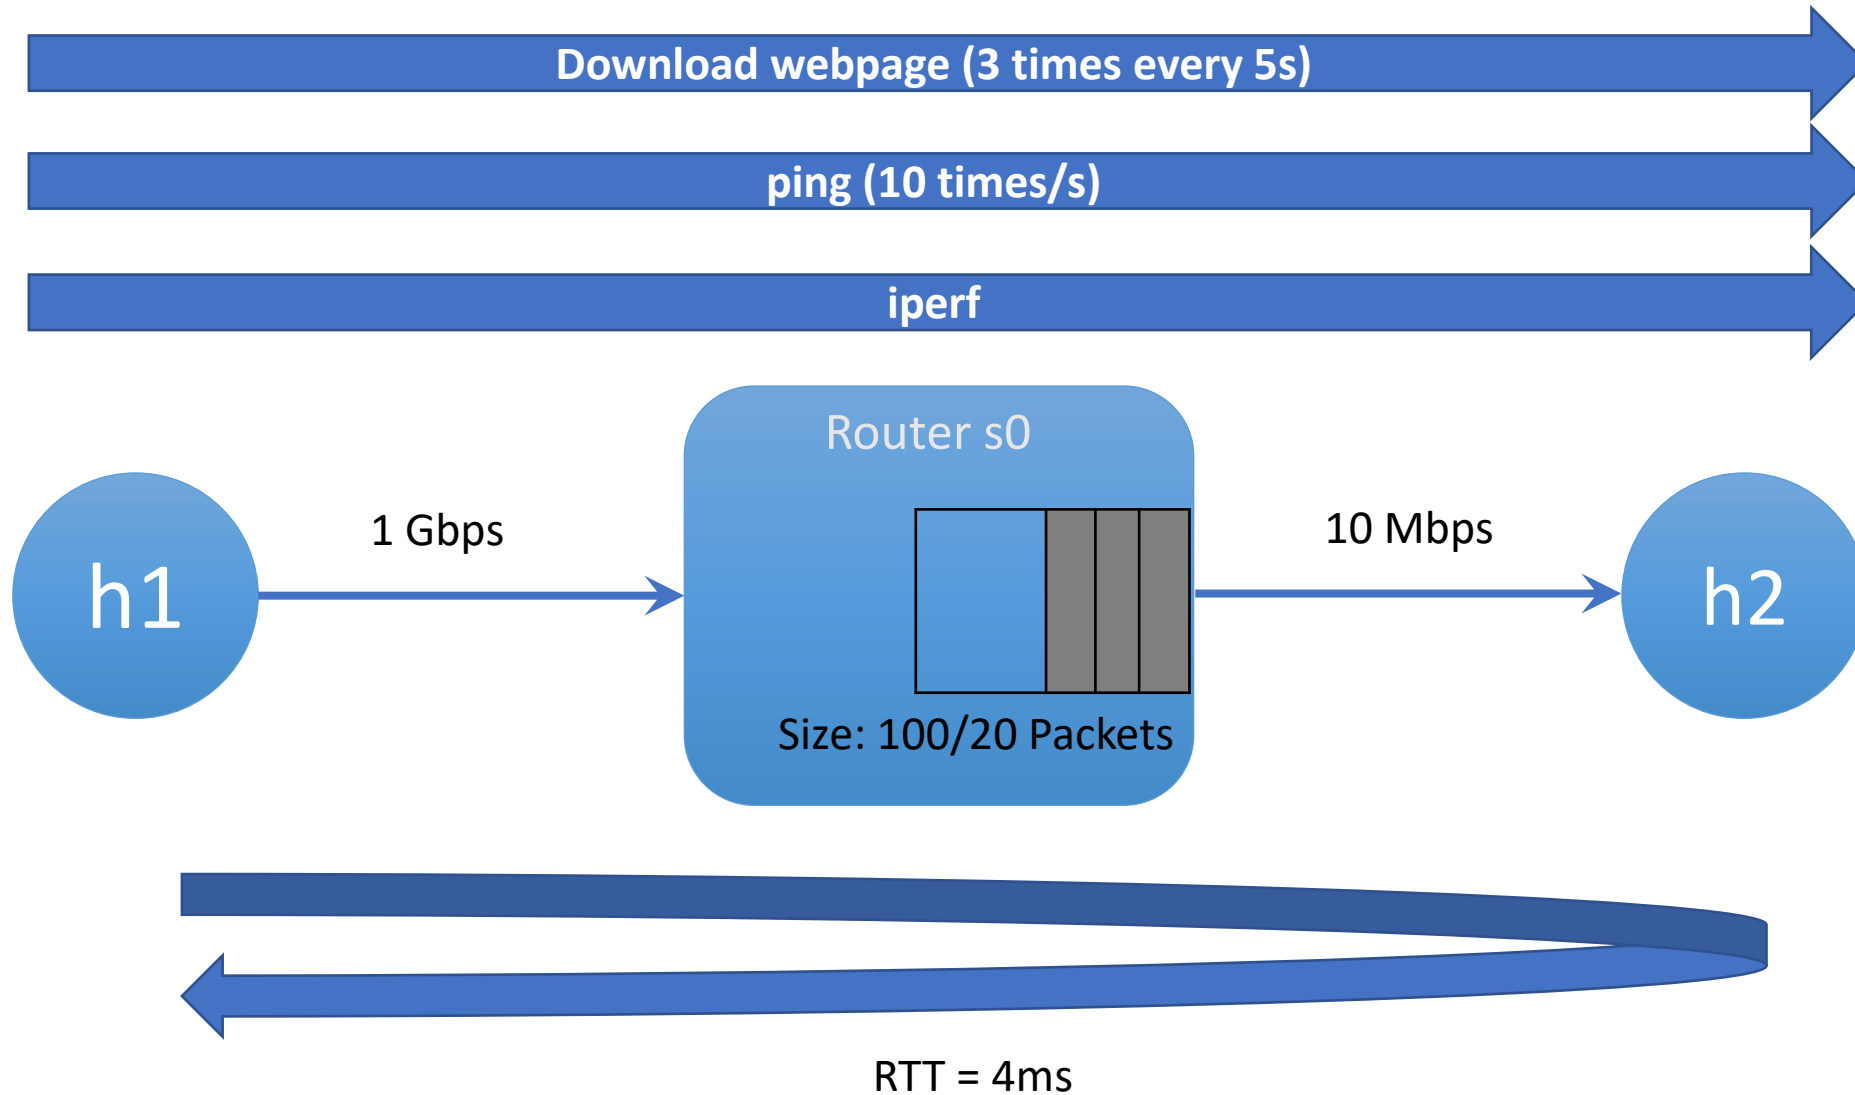 Download webpage (3 times every 5s)
ping (10 times/s)
iperf
Router s0
1 Gbps
10 Mbps
h1
h2
Size: 100/20 Packets
RTT = 4ms